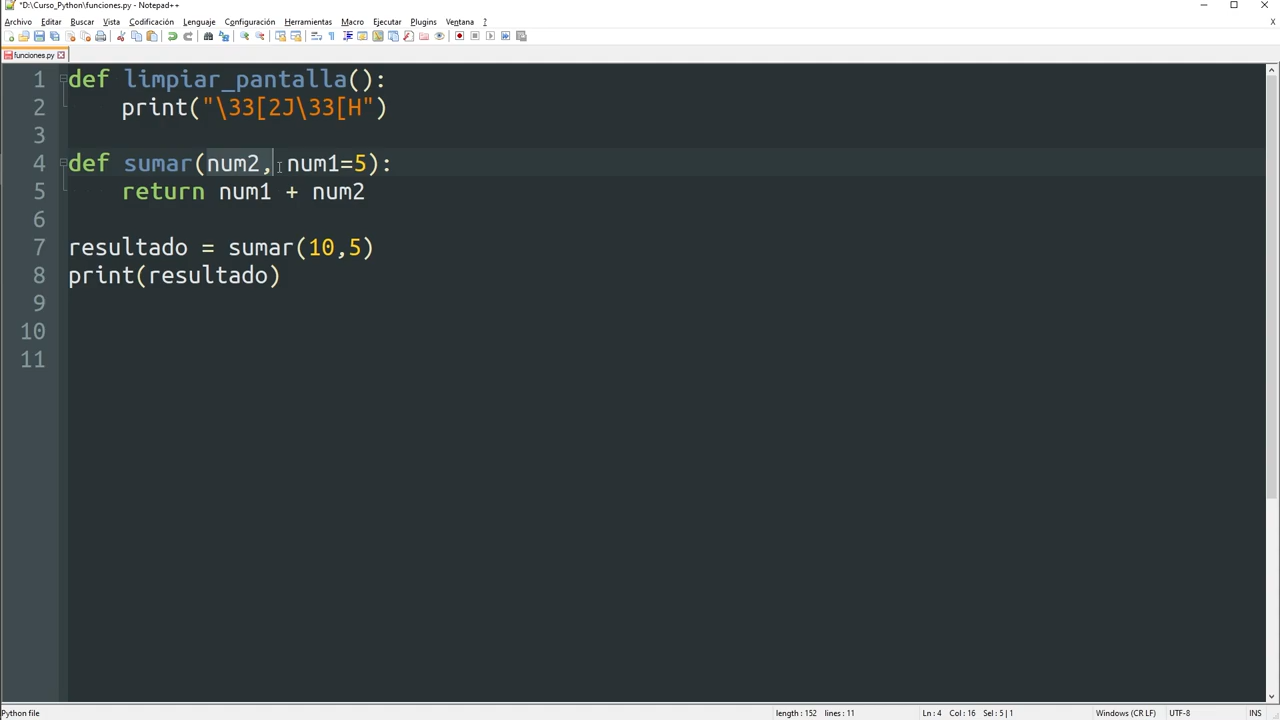 *D:\Curso_Python\funciones.py - Notepad++
Archivo Editar Buscar Vista Codificación Lenguaje Configuración Herramientas Macro Ejecutar Plugins Ventana ?
X
funciones.py
1 def limpiar_pantalla():
2 print("\33[2J\33[H")
3
4 def sumar(num2, num1=5):
5 return num1 + num2
6
7 resultado = sumar(10,5)
8 print(resultado)
9
10
11
Python file length : 152 lines : 11 Ln : 4 Col : 16 Sel : 5 | 1 Windows (CR LF) UTF-8 INS